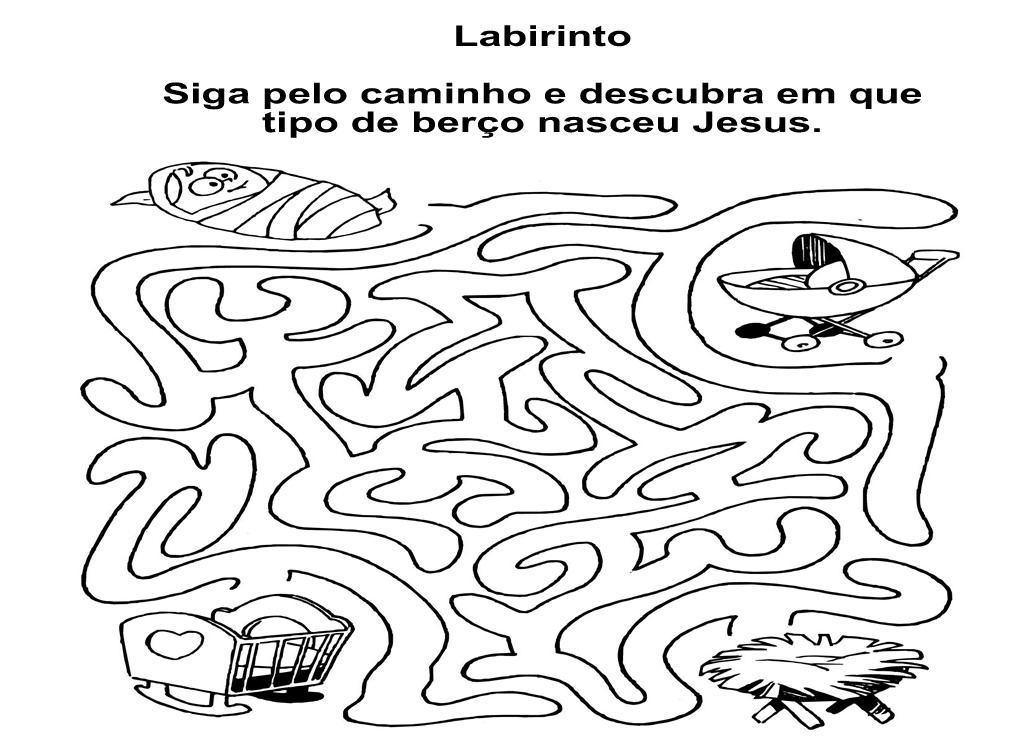 Labirinto
Siga pelo caminho e descubra em que
tipo de berço nasceu Jesus.